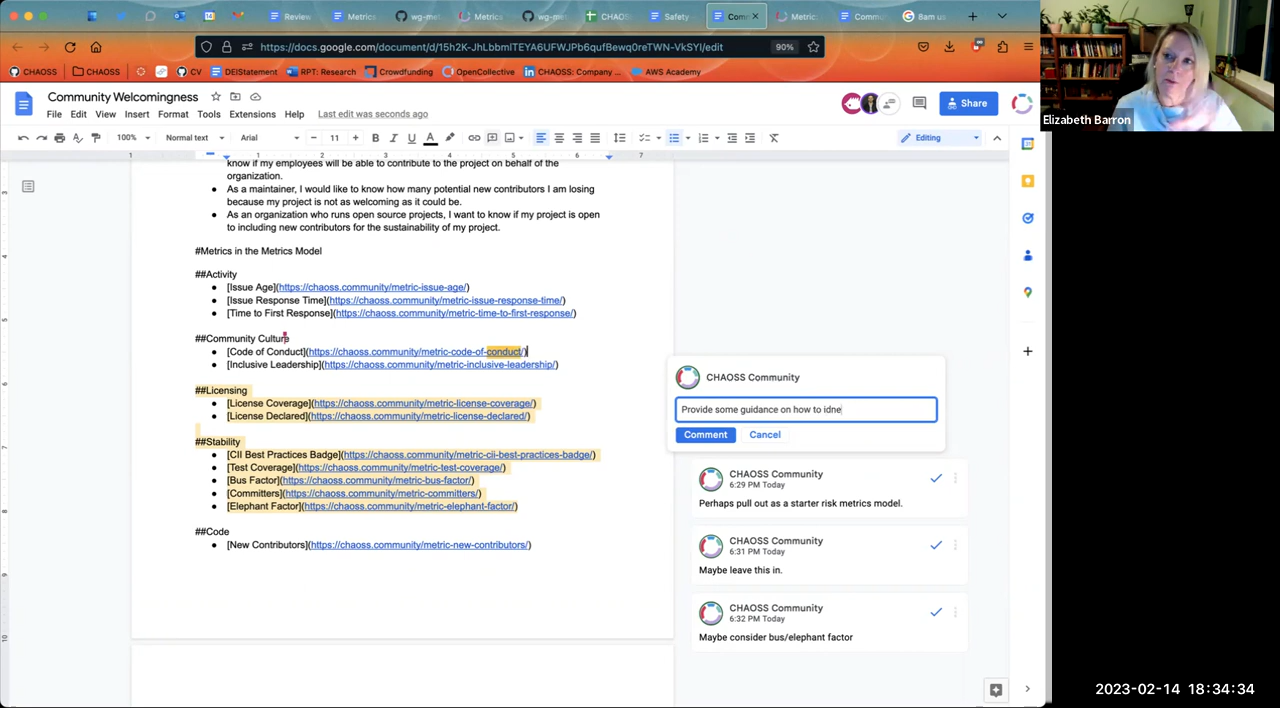 Review
Metrics
wg-met
Metrics
wg-met
CHAOS
Safety
Com
Metric
Commu
8am us
https://docs.google.com/document/d/15h2K-JhLbbmlTEYA6UFWJPb6qufBewq0reTWN-VkSYI/edit
90%
CHAOSS
CHAOSS
CV
DEIStatement
RPT: Research
Crowdfunding
OpenCollective
CHAOSS: Company ...
AWS Academy
Elizabeth Barron
Community Welcomingness
File Edit View Insert Format Tools Extensions Help Last edit was seconds ago
Share
100% Normal text Arial 11 Editing
know if my employees will be able to contribute to the project on behalf of the
organization.
As a maintainer, I would like to know how many potential new contributors I am losing
because my project is not as welcoming as it could be.
As an organization who runs open source projects, I want to know if my project is open
to including new contributors for the sustainability of my project.
#Metrics in the Metrics Model
##Activity
[Issue Age](https://chaoss.community/metric-issue-age/)
[Issue Response Time](https://chaoss.community/metric-issue-response-time/)
[Time to First Response](https://chaoss.community/metric-time-to-first-response/)
##Community Culture
[Code of Conduct](https://chaoss.community/metric-code-of-conduct/)
[Inclusive Leadership](https://chaoss.community/metric-inclusive-leadership/)
##Licensing
[License Coverage](https://chaoss.community/metric-license-coverage/)
[License Declared](https://chaoss.community/metric-license-declared/)
##Stability
[CII Best Practices Badge](https://chaoss.community/metric-cii-best-practices-badge/)
[Test Coverage](https://chaoss.community/metric-test-coverage/)
[Bus Factor](https://chaoss.community/metric-bus-factor/)
[Committers](https://chaoss.community/metric-committers/)
[Elephant Factor](https://chaoss.community/metric-elephant-factor/)
##Code
[New Contributors](https://chaoss.community/metric-new-contributors/)
CHAOSS Community
Provide some guidance on how to idne
Comment Cancel
CHAOSS Community
6:29 PM Today
Perhaps pull out as a starter risk metrics model.
CHAOSS Community
6:31 PM Today
Maybe leave this in.
CHAOSS Community
6:32 PM Today
Maybe consider bus/elephant factor
2023-02-14 18:34:34